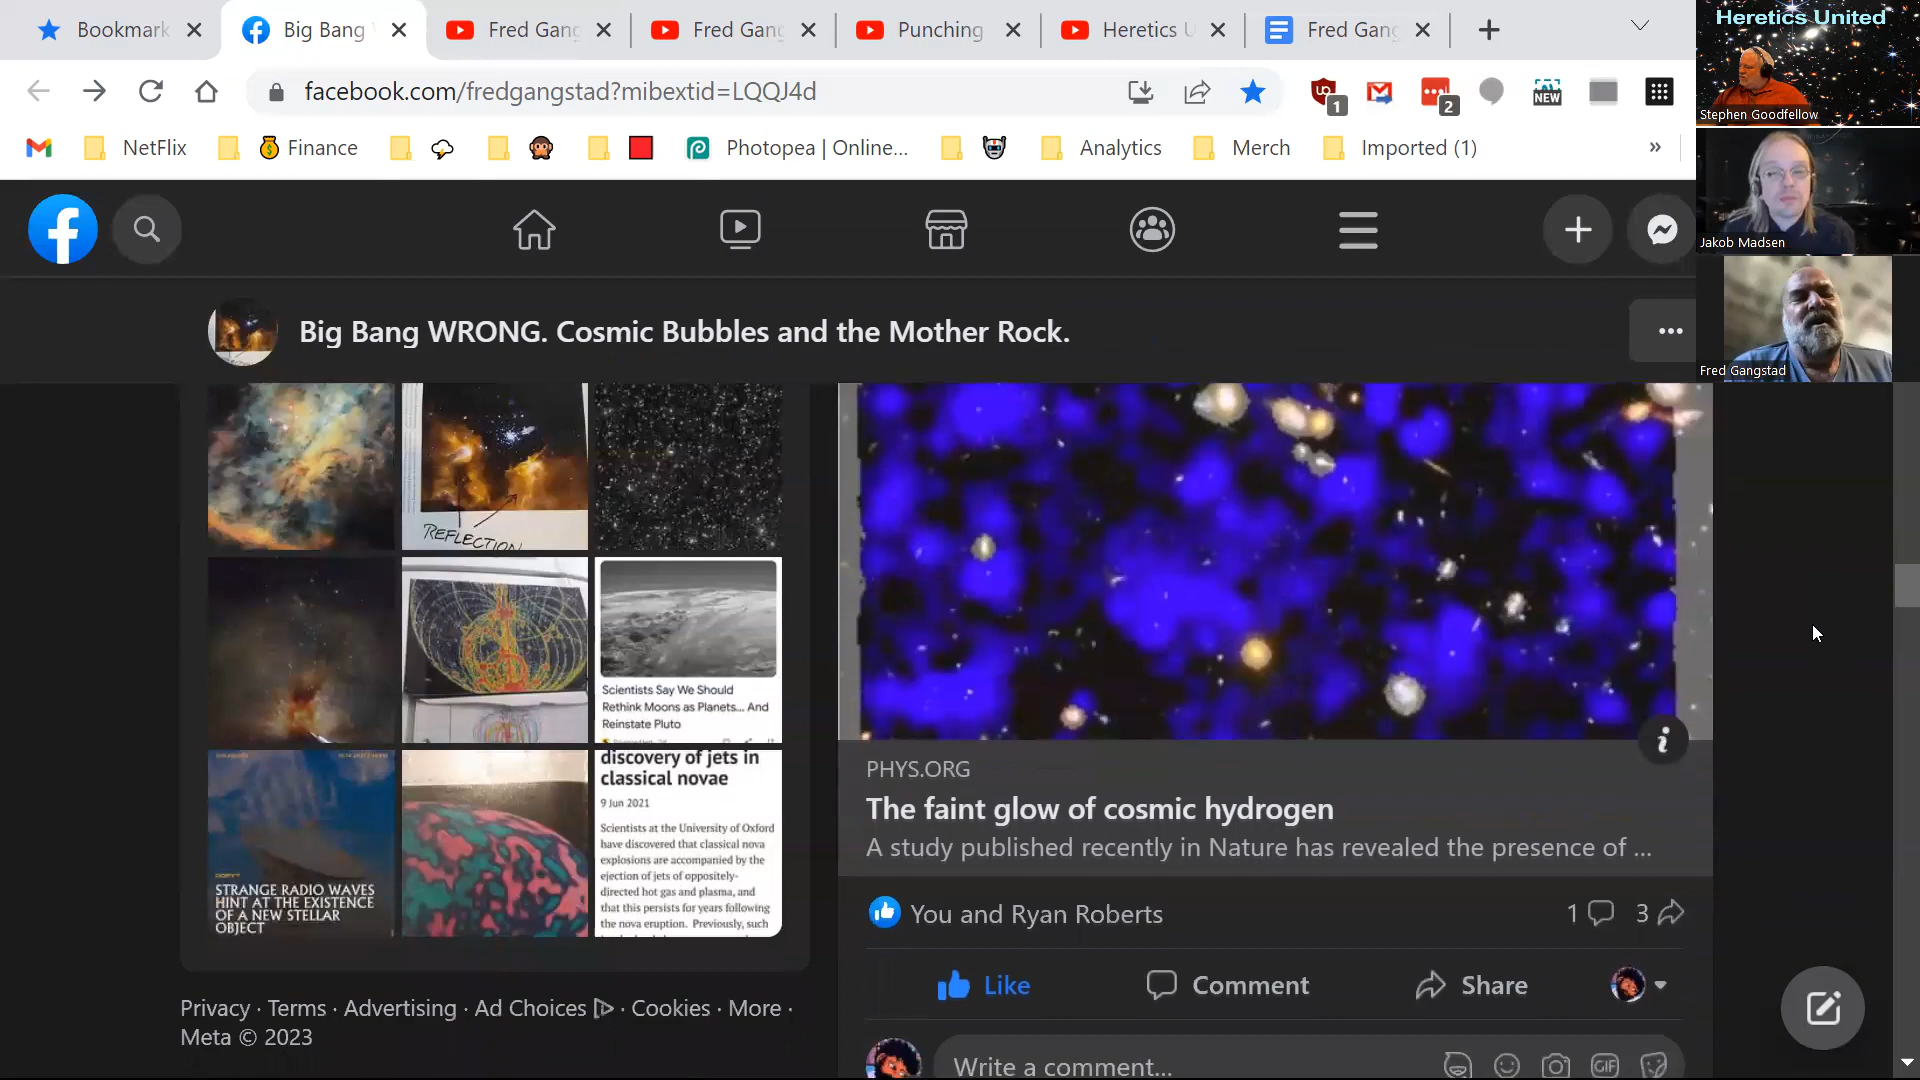 Bookmark
Big Bang
Fred Gang
Fred Gang
Punching
Heretics U
Fred Gang
Heretics United
facebook.com/fredgangstad?mibextid=LQQJ4d
1
2
NEW
Stephen Goodfellow
NetFlix
Finance
Photopea | Online...
Analytics
Merch
Imported (1)
»
Jakob Madsen
Big Bang WRONG. Cosmic Bubbles and the Mother Rock.
Fred Gangstad
REFLECTION
Scientists Say We Should
Rethink Moons as Planets... And
Reinstate Pluto
discovery of jets in
classical novae
9 Jun 2021
Scientists at the University of Oxford
have discovered that classical nova
explosions are accompanied by the
ejection of jets of oppositely-
directed hot gas and plasma, and
that this persists for years following
the nova eruption. Previously, such
STRANGE RADIO WAVES
HINT AT THE EXISTENCE
OF A NEW STELLAR
OBJECT
PHYS.ORG
The faint glow of cosmic hydrogen
A study published recently in Nature has revealed the presence of ...
You and Ryan Roberts
1
3
Like
Comment
Share
Write a comment...
GIF
Privacy · Terms · Advertising · Ad Choices · Cookies · More ·
Meta © 2023